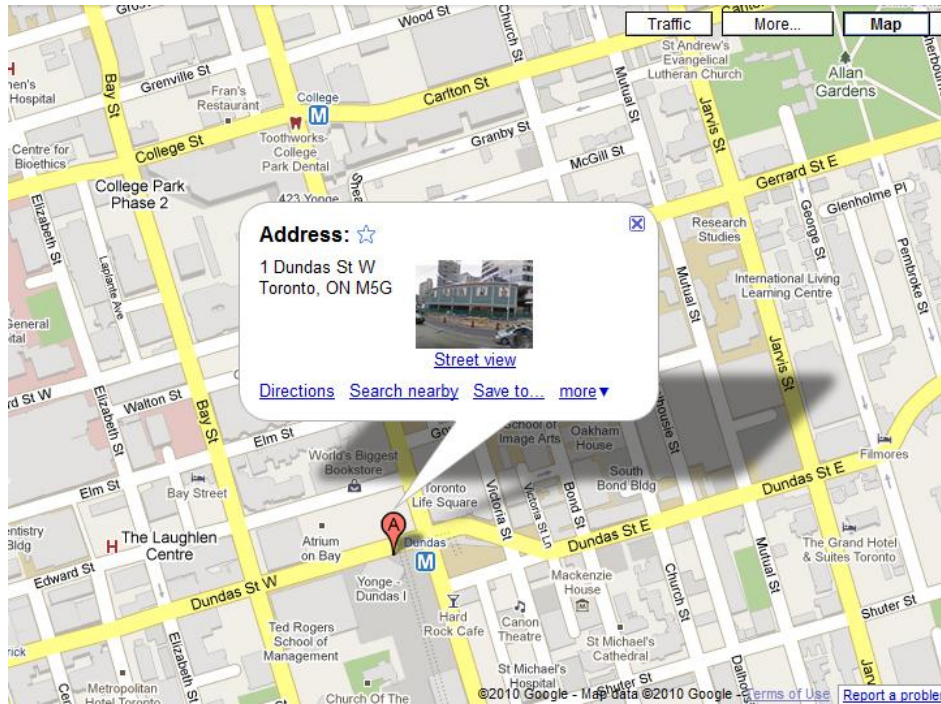 Wood St
Church St
Traffic
More...
Map
Bay St
Grenville St
Fran's
Restaurant
College
M
Carlton St
Mutual St
St Andrew's
Evangelical
Lutheran Church
Allan
Gardens
Hospital
Centre for
Bioethics
College St
Toothworks-
College
Park Dental
Granby St
McGill St
Jarvis St
Gerrard St E
College Park
Phase 2
423 Yonge
Elizabeth St
Laplante Ave
Glenholme Pl
George St
Pembroke St
Research
Studies
International Living
Learning Centre
Mutual St
Jarvis St
Address:
1 Dundas St W
Toronto, ON M5G
Street view
Directions Search nearby Save to... more▼
Walton St
Elizabeth St
Bay St
Elm St
World's Biggest
Bookstore
School of
Image Arts
Oakham
House
Filmores
Elm St
Bay Street
Toronto
Life Square
Victoria St
Victoria St Ln
Bond St
South
Bond Bldg
Dundas St E
H
The Laughlen
Centre
Atrium
on Bay
A
Dundas
M
Dundas St E
The Grand Hotel
& Suites Toronto
Edward St
Dundas St W
Yonge -
Dundas I
Mackenzie
House
Church St
Mutual St
Shuter St
Ted Rogers
School of
Management
Hard
Rock Cafe
Canon
Theatre
St Michael's
Cathedral
Elizabeth St
Metropolitan
Hotel Toronto
Church Of The
St Michael's
Hospital
Shuter St
©2010 Google - Map data ©2010 Google - Terms of Use
Report a proble